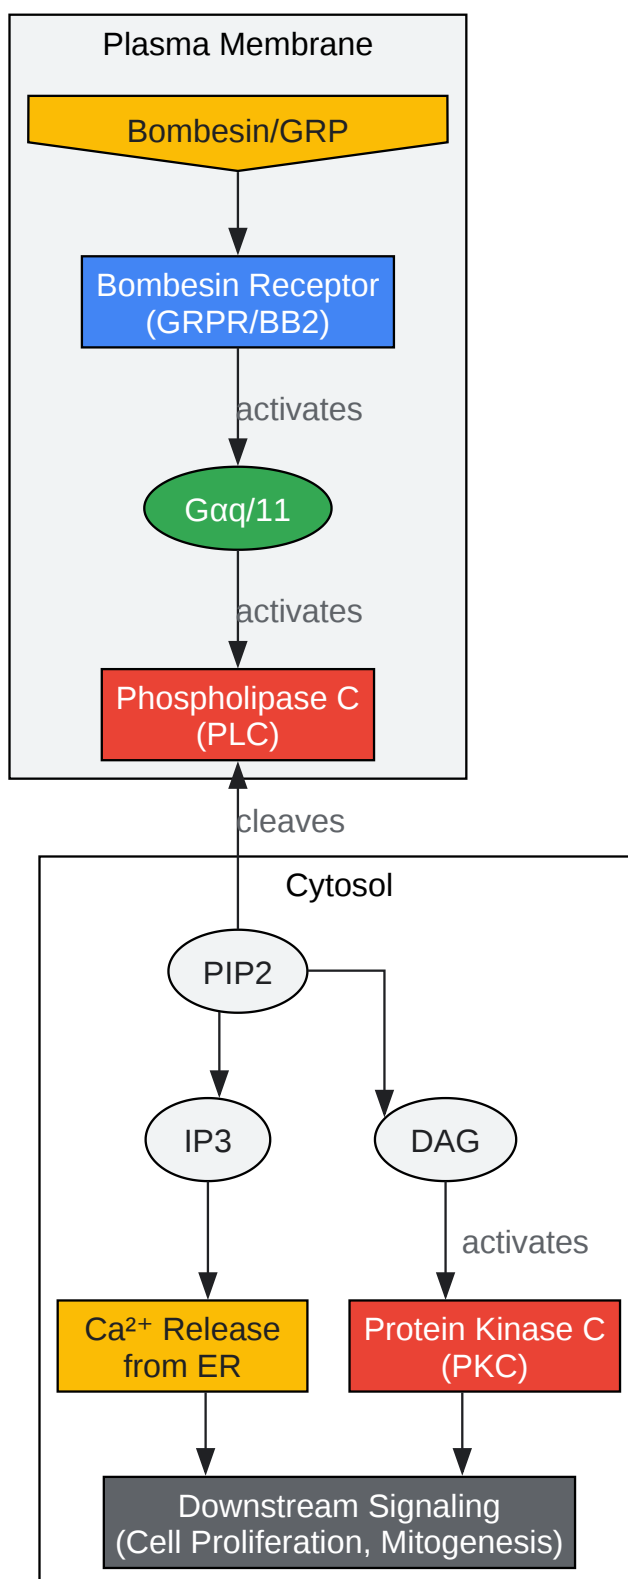 Plasma Membrane
Bombesin/GRP
Bombesin Receptor
(GRPR/BB2)
activates
Gαq/11
activates
Phospholipase C
(PLC)
cleaves
Cytosol
PIP2
IP3
DAG
activates
Ca²⁺ Release
from ER
Protein Kinase C
(PKC)
Downstream Signaling
(Cell Proliferation, Mitogenesis)